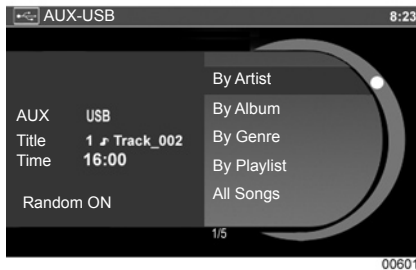 AUX-USB 8:23
By Artist
By Album
AUX USB
By Genre
Title 1 ♪ Track_002
Time 16:00
By Playlist
Random ON
All Songs
1/5
00601